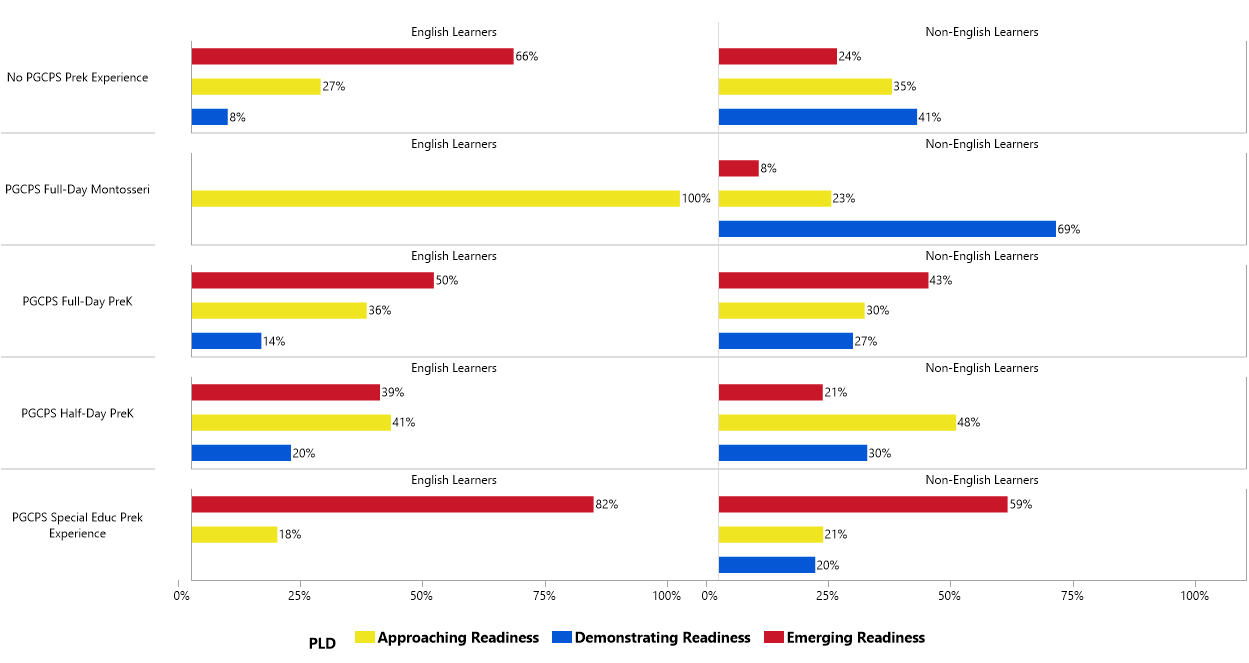 English Learners
Non-English Learners
No PGCPS Prek Experience
66%
27%
8%
24%
35%
41%
English Learners
Non-English Learners
PGCPS Full-Day Montosseri
100%
8%
23%
69%
English Learners
Non-English Learners
PGCPS Full-Day PreK
50%
36%
14%
43%
30%
27%
English Learners
Non-English Learners
PGCPS Half-Day PreK
39%
41%
20%
21%
48%
30%
English Learners
Non-English Learners
PGCPS Special Educ Prek
Experience
82%
18%
59%
21%
20%
0% 25% 50% 75% 100% 0% 25% 50% 75% 100%
PLD Approaching Readiness Demonstrating Readiness Emerging Readiness